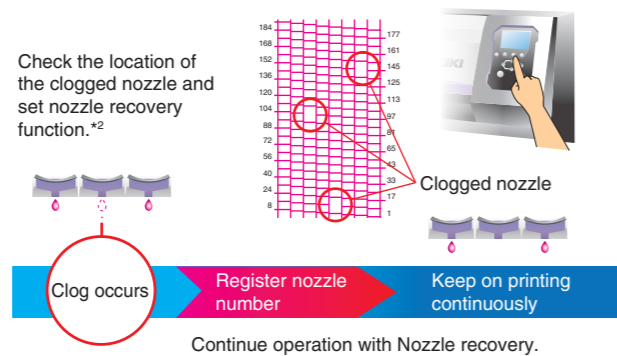 Check the location of
the clogged nozzle and
set nozzle recovery
function.*2
184
168
152
136
120
104
88
72
56
40
24
8
177
161
145
125
113
97
81
65
43
33
17
1
Clogged nozzle
Clog occurs
Register nozzle
number
Keep on printing
continuously
Continue operation with Nozzle recovery.